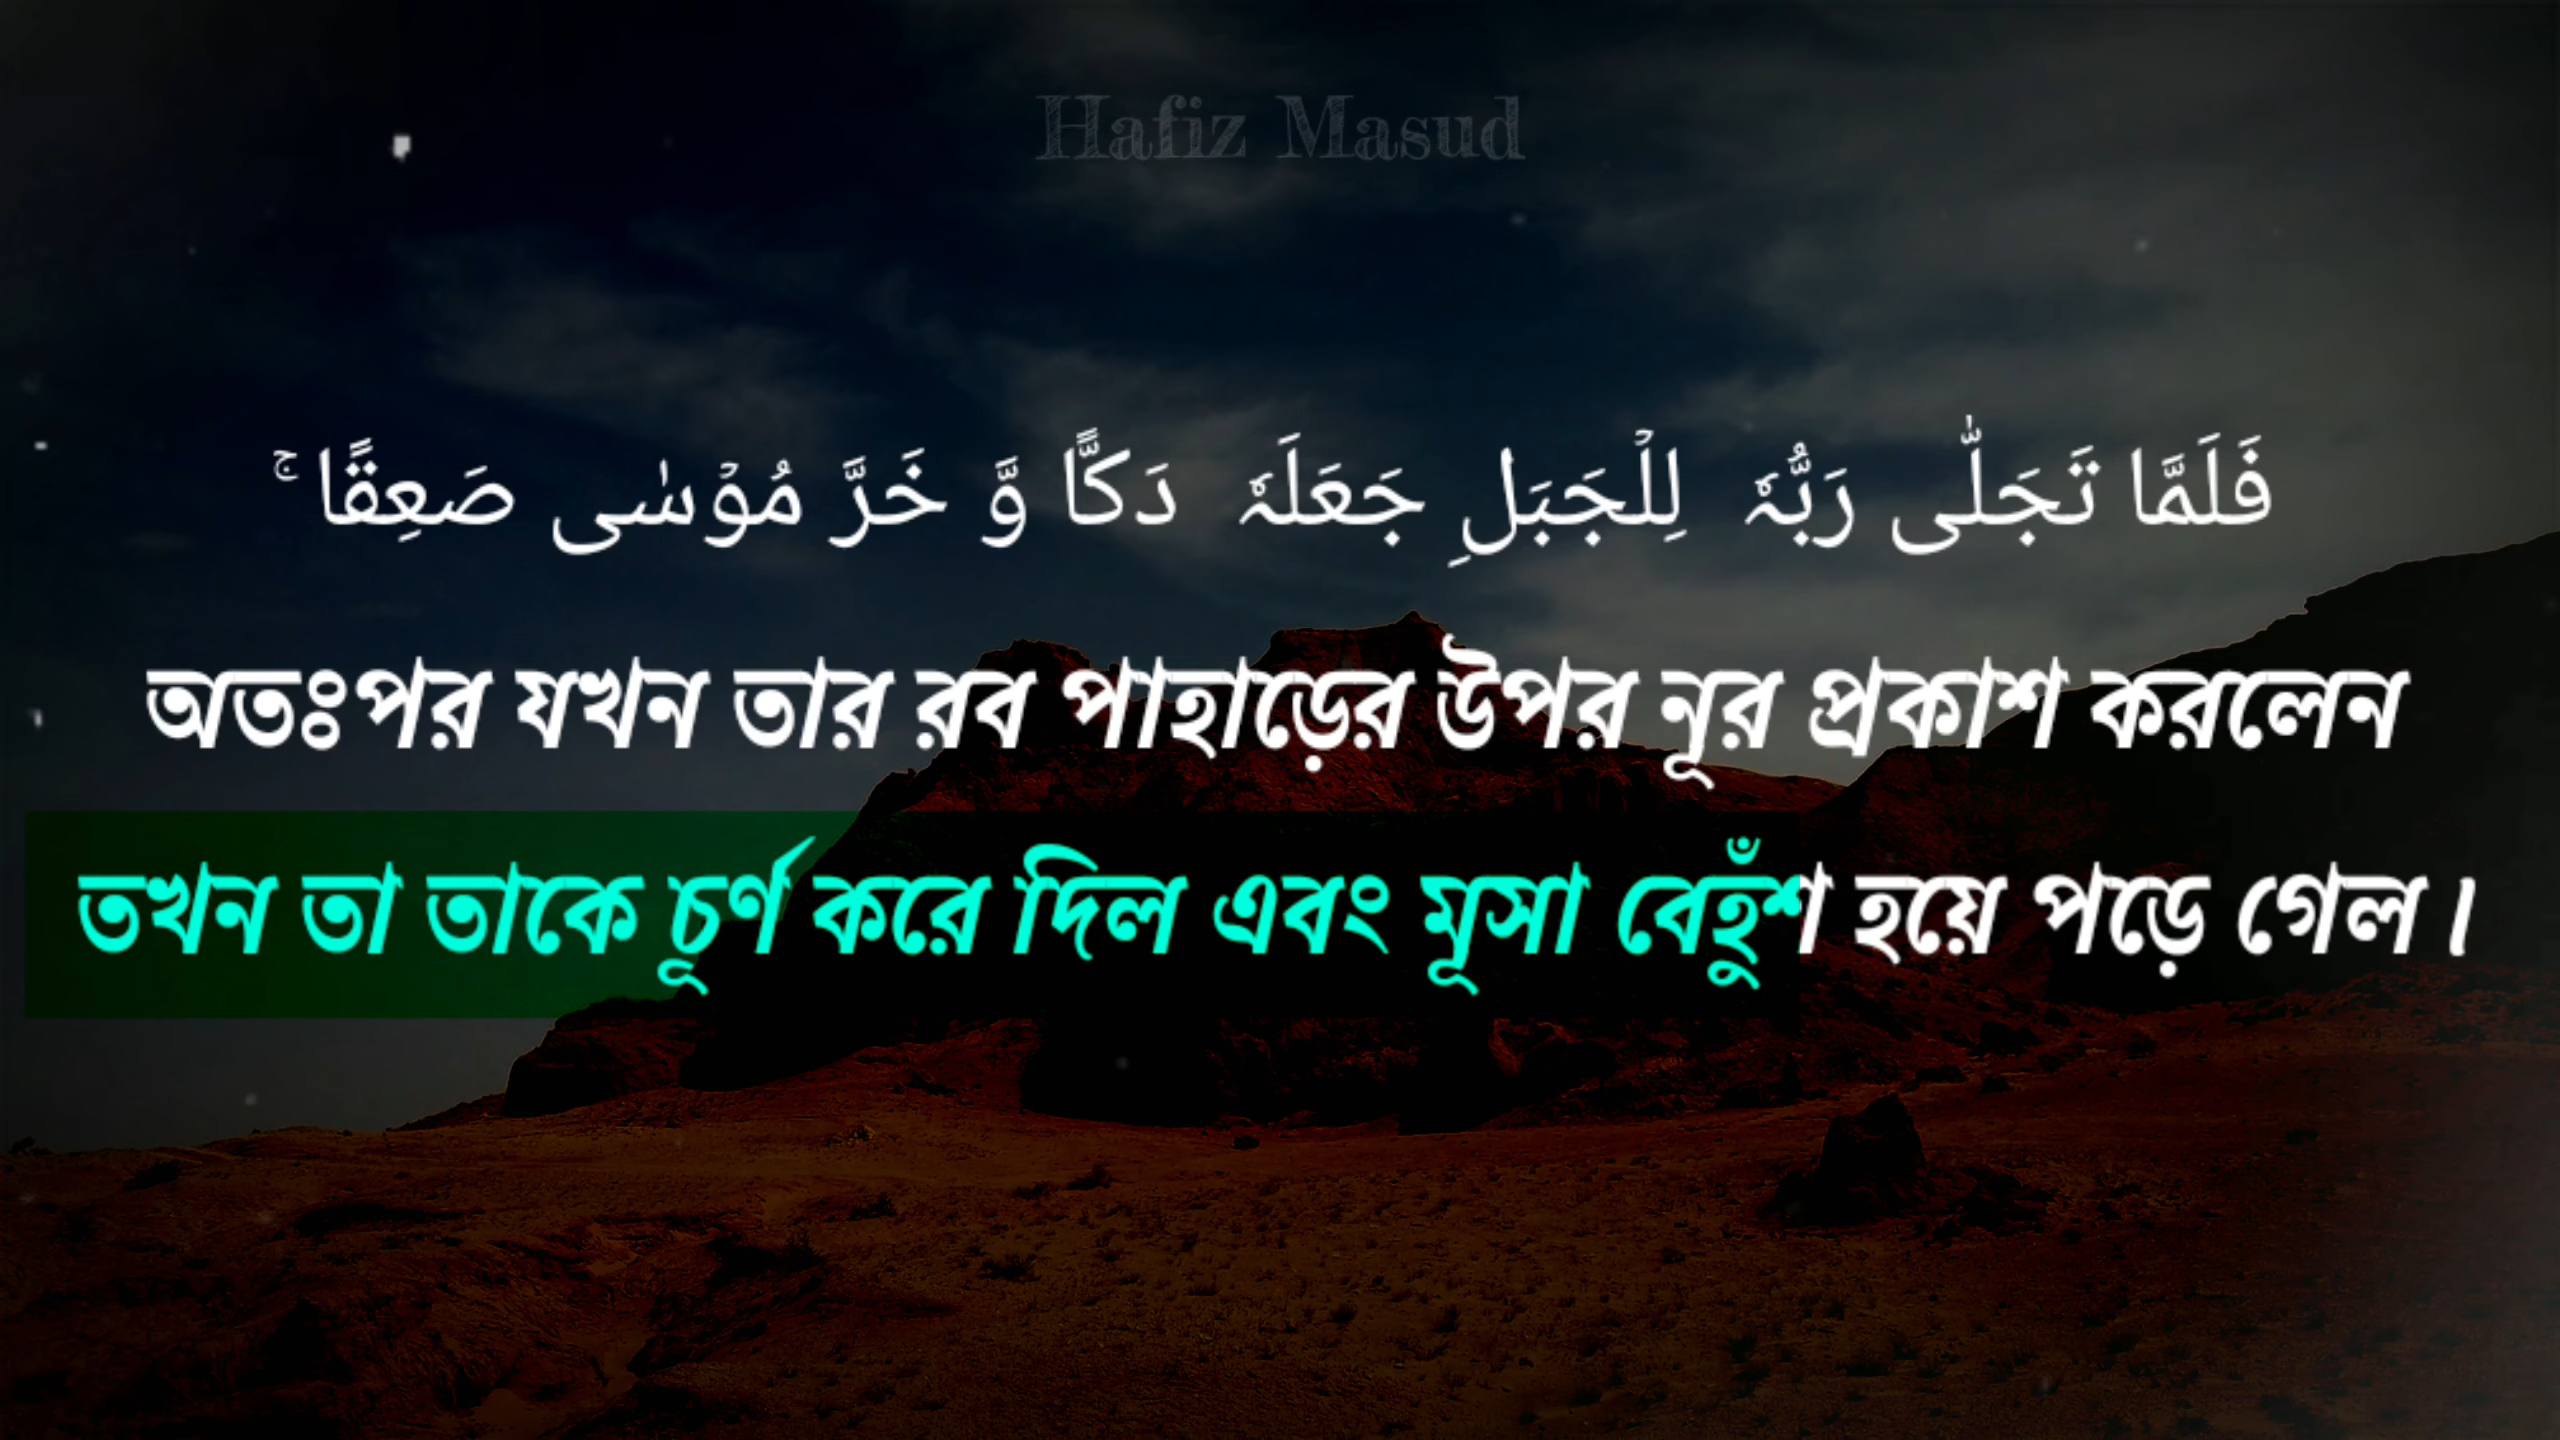 Hafiz Masud
فَلَمَّا تَجَلّٰی رَبُّہٗ لِلۡجَبَلِ جَعَلَہٗ دَکًّا وَّ خَرَّ مُوۡسٰی صَعِقًا ۚ
অতঃপর যখন তার রব পাহাড়ের উপর নূর প্রকাশ করলেন
তখন তা তাকে চূর্ণ করে দিল এবং মূসা বেহুঁশ হয়ে পড়ে গেল।